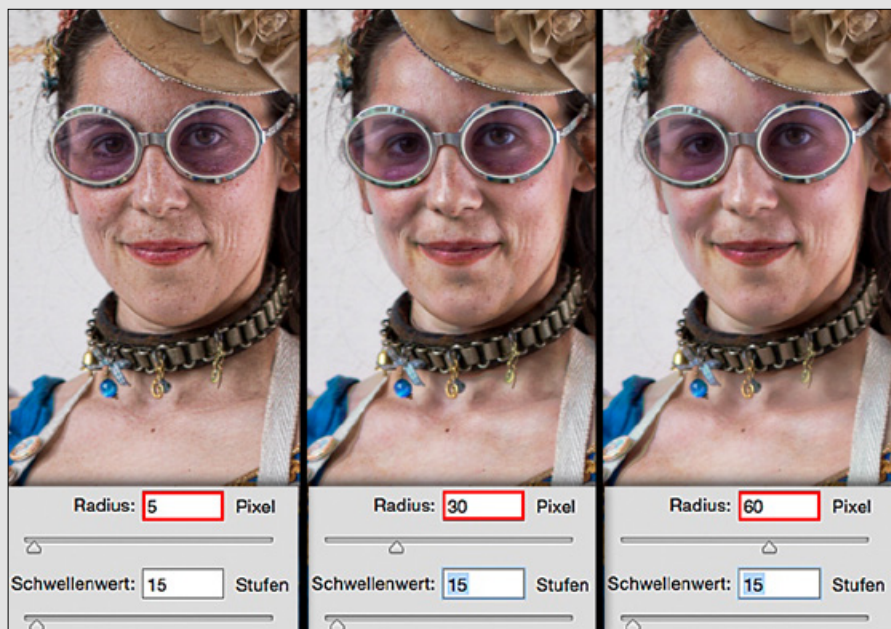 Radius: 5 Pixel
Schwellenwert: 15 Stufen
Radius: 30 Pixel
Schwellenwert: 15 Stufen
Radius: 60 Pixel
Schwellenwert: 15 Stufen